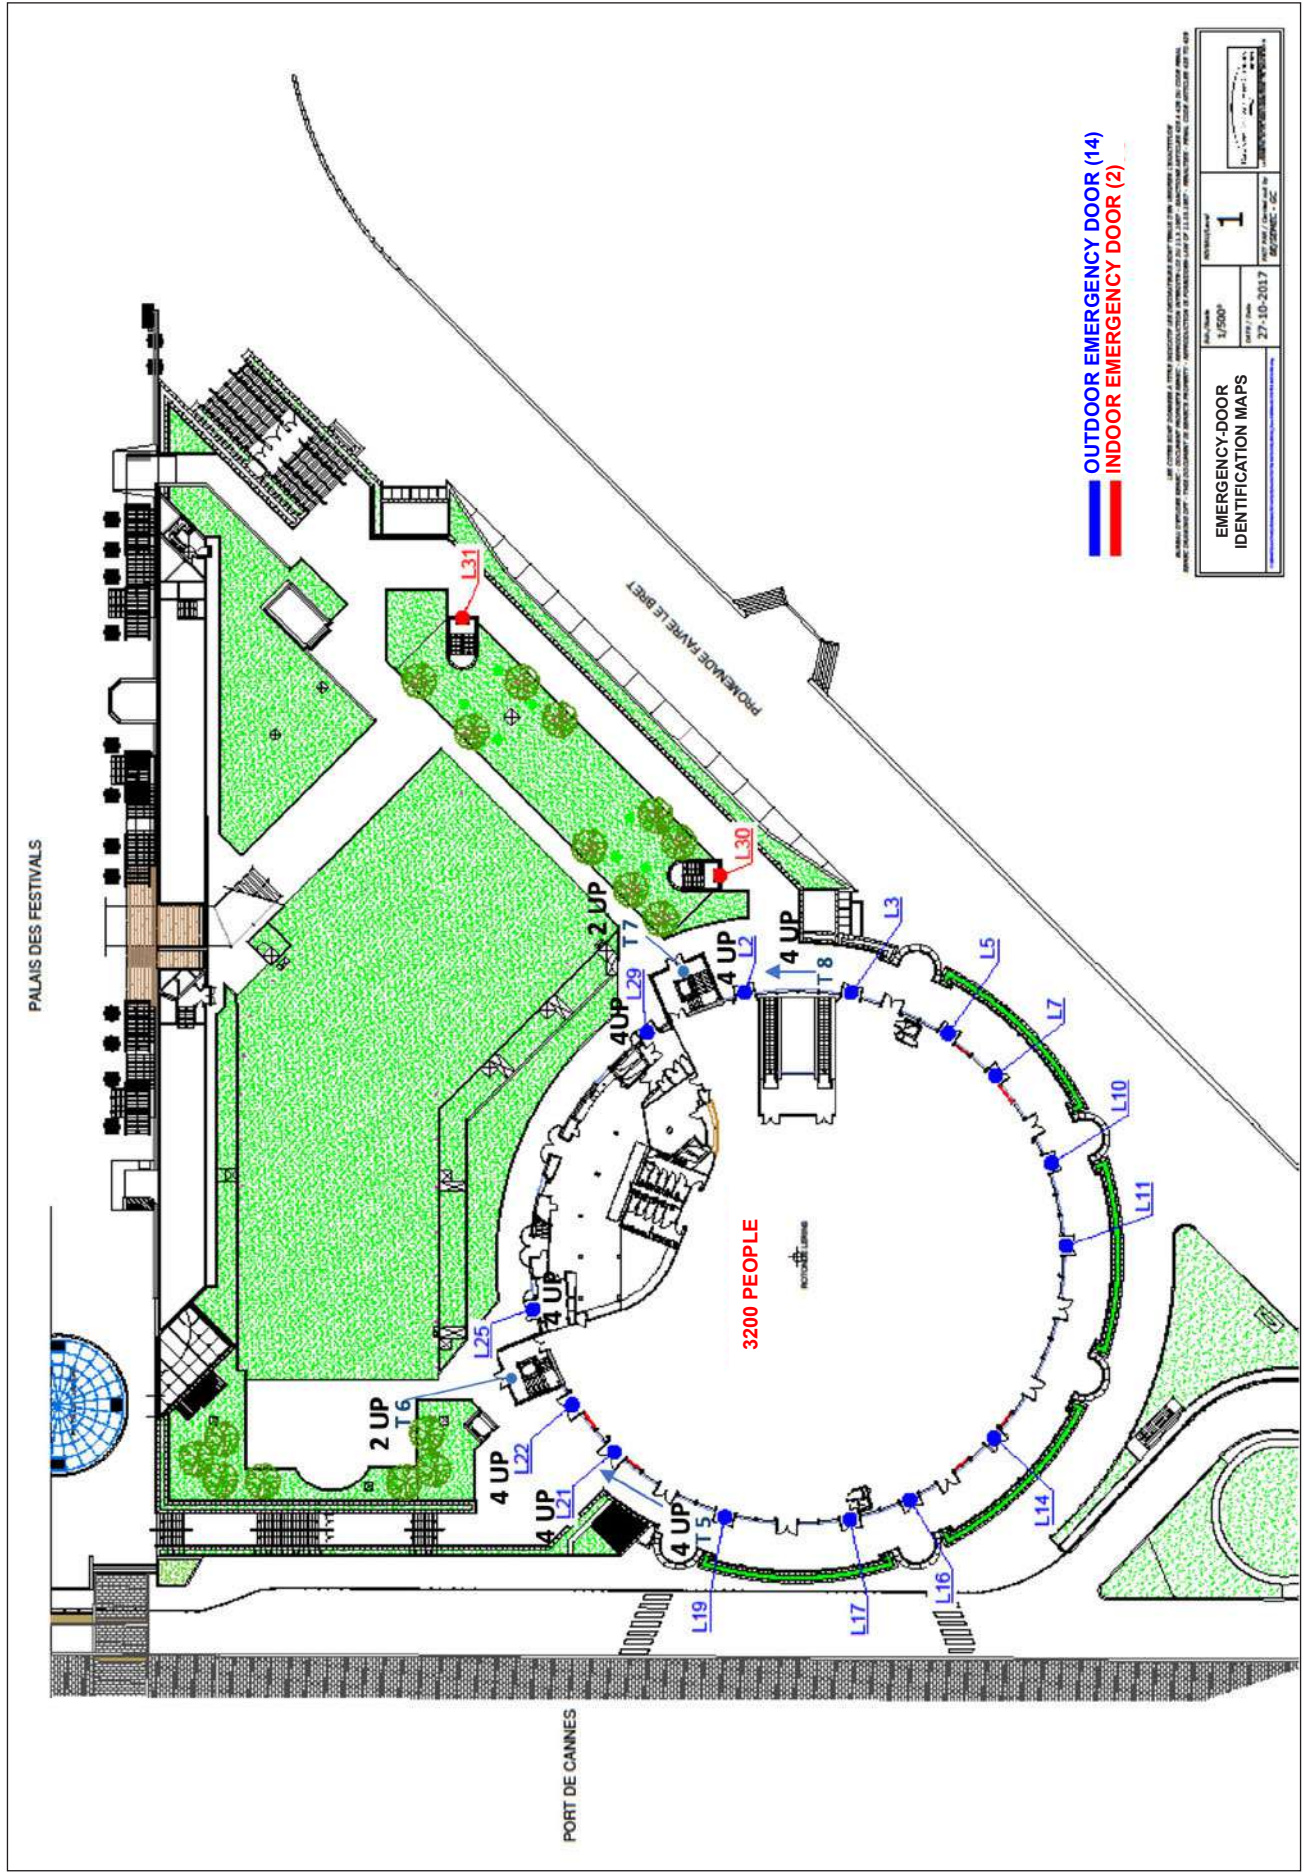 PALAIS DES FESTIVALS
PORT DE CANNES
PROMENADE FAVRE LE BRET
L31
L30
2 UP
T 7
4 UP
L2
4 UP
T 8
L3
L29
4UP
L5
L7
L10
L11
L25
4 UP
2 UP
T 6
L22
4 UP
L21
4 UP
4 UP
T 5
L19
L17
L16
L14
3200 PEOPLE
ROTONDE LERINS
OUTDOOR EMERGENCY DOOR (14)
INDOOR EMERGENCY DOOR (2)
EMERGENCY-DOOR
IDENTIFICATION MAPS
1/500°
1
27-10-2017